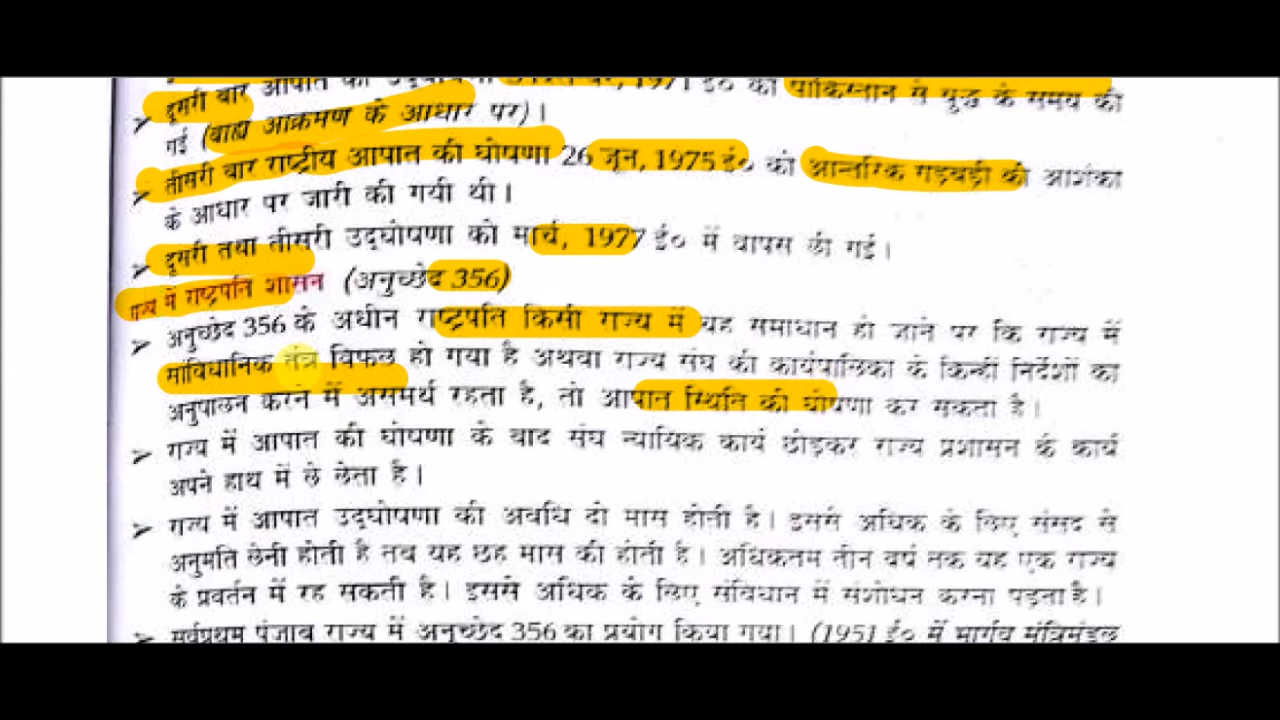 ➤ दूसरी बार आपात की उद्घोषणा 3 दिसम्बर, 1971 ई० को पाकिस्तान से युद्ध के समय की
गई (बाह्य आक्रमण के आधार पर)।
➤ तीसरी बार राष्ट्रीय आपात की घोषणा 26 जून, 1975 ई० को आन्तरिक गड़बड़ी की आशंका
के आधार पर जारी की गयी थी।
➤ दूसरी तथा तीसरी उद्घोषणा को मार्च, 1977 ई० में वापस ली गई।
राज्य में राष्ट्रपति शासन (अनुच्छेद 356)
➤ अनुच्छेद 356 के अधीन राष्ट्रपति किसी राज्य में यह समाधान हो जाने पर कि राज्य में
सांविधानिक तंत्र विफल हो गया है अथवा राज्य संघ की कार्यपालिका के किन्हीं निर्देशों का
अनुपालन करने में असमर्थ रहता है, तो आपात स्थिति की घोषणा कर सकता है।
➤ राज्य में आपात की घोषणा के बाद संघ न्यायिक कार्य छोड़कर राज्य प्रशासन के कार्य
अपने हाथ में ले लेता है।
➤ राज्य में आपात उद्घोषणा की अवधि दो मास होती है। इससे अधिक के लिए संसद से
अनुमति लेनी होती है तब यह छह मास की होती है। अधिकतम तीन वर्ष तक यह एक राज्य
के प्रवर्तन में रह सकती है। इससे अधिक के लिए संविधान में संशोधन करना पड़ता है।
➤ सर्वप्रथम पंजाब राज्य में अनुच्छेद 356 का प्रयोग किया गया। (1951 ई० में भार्गव मंत्रिमंडल